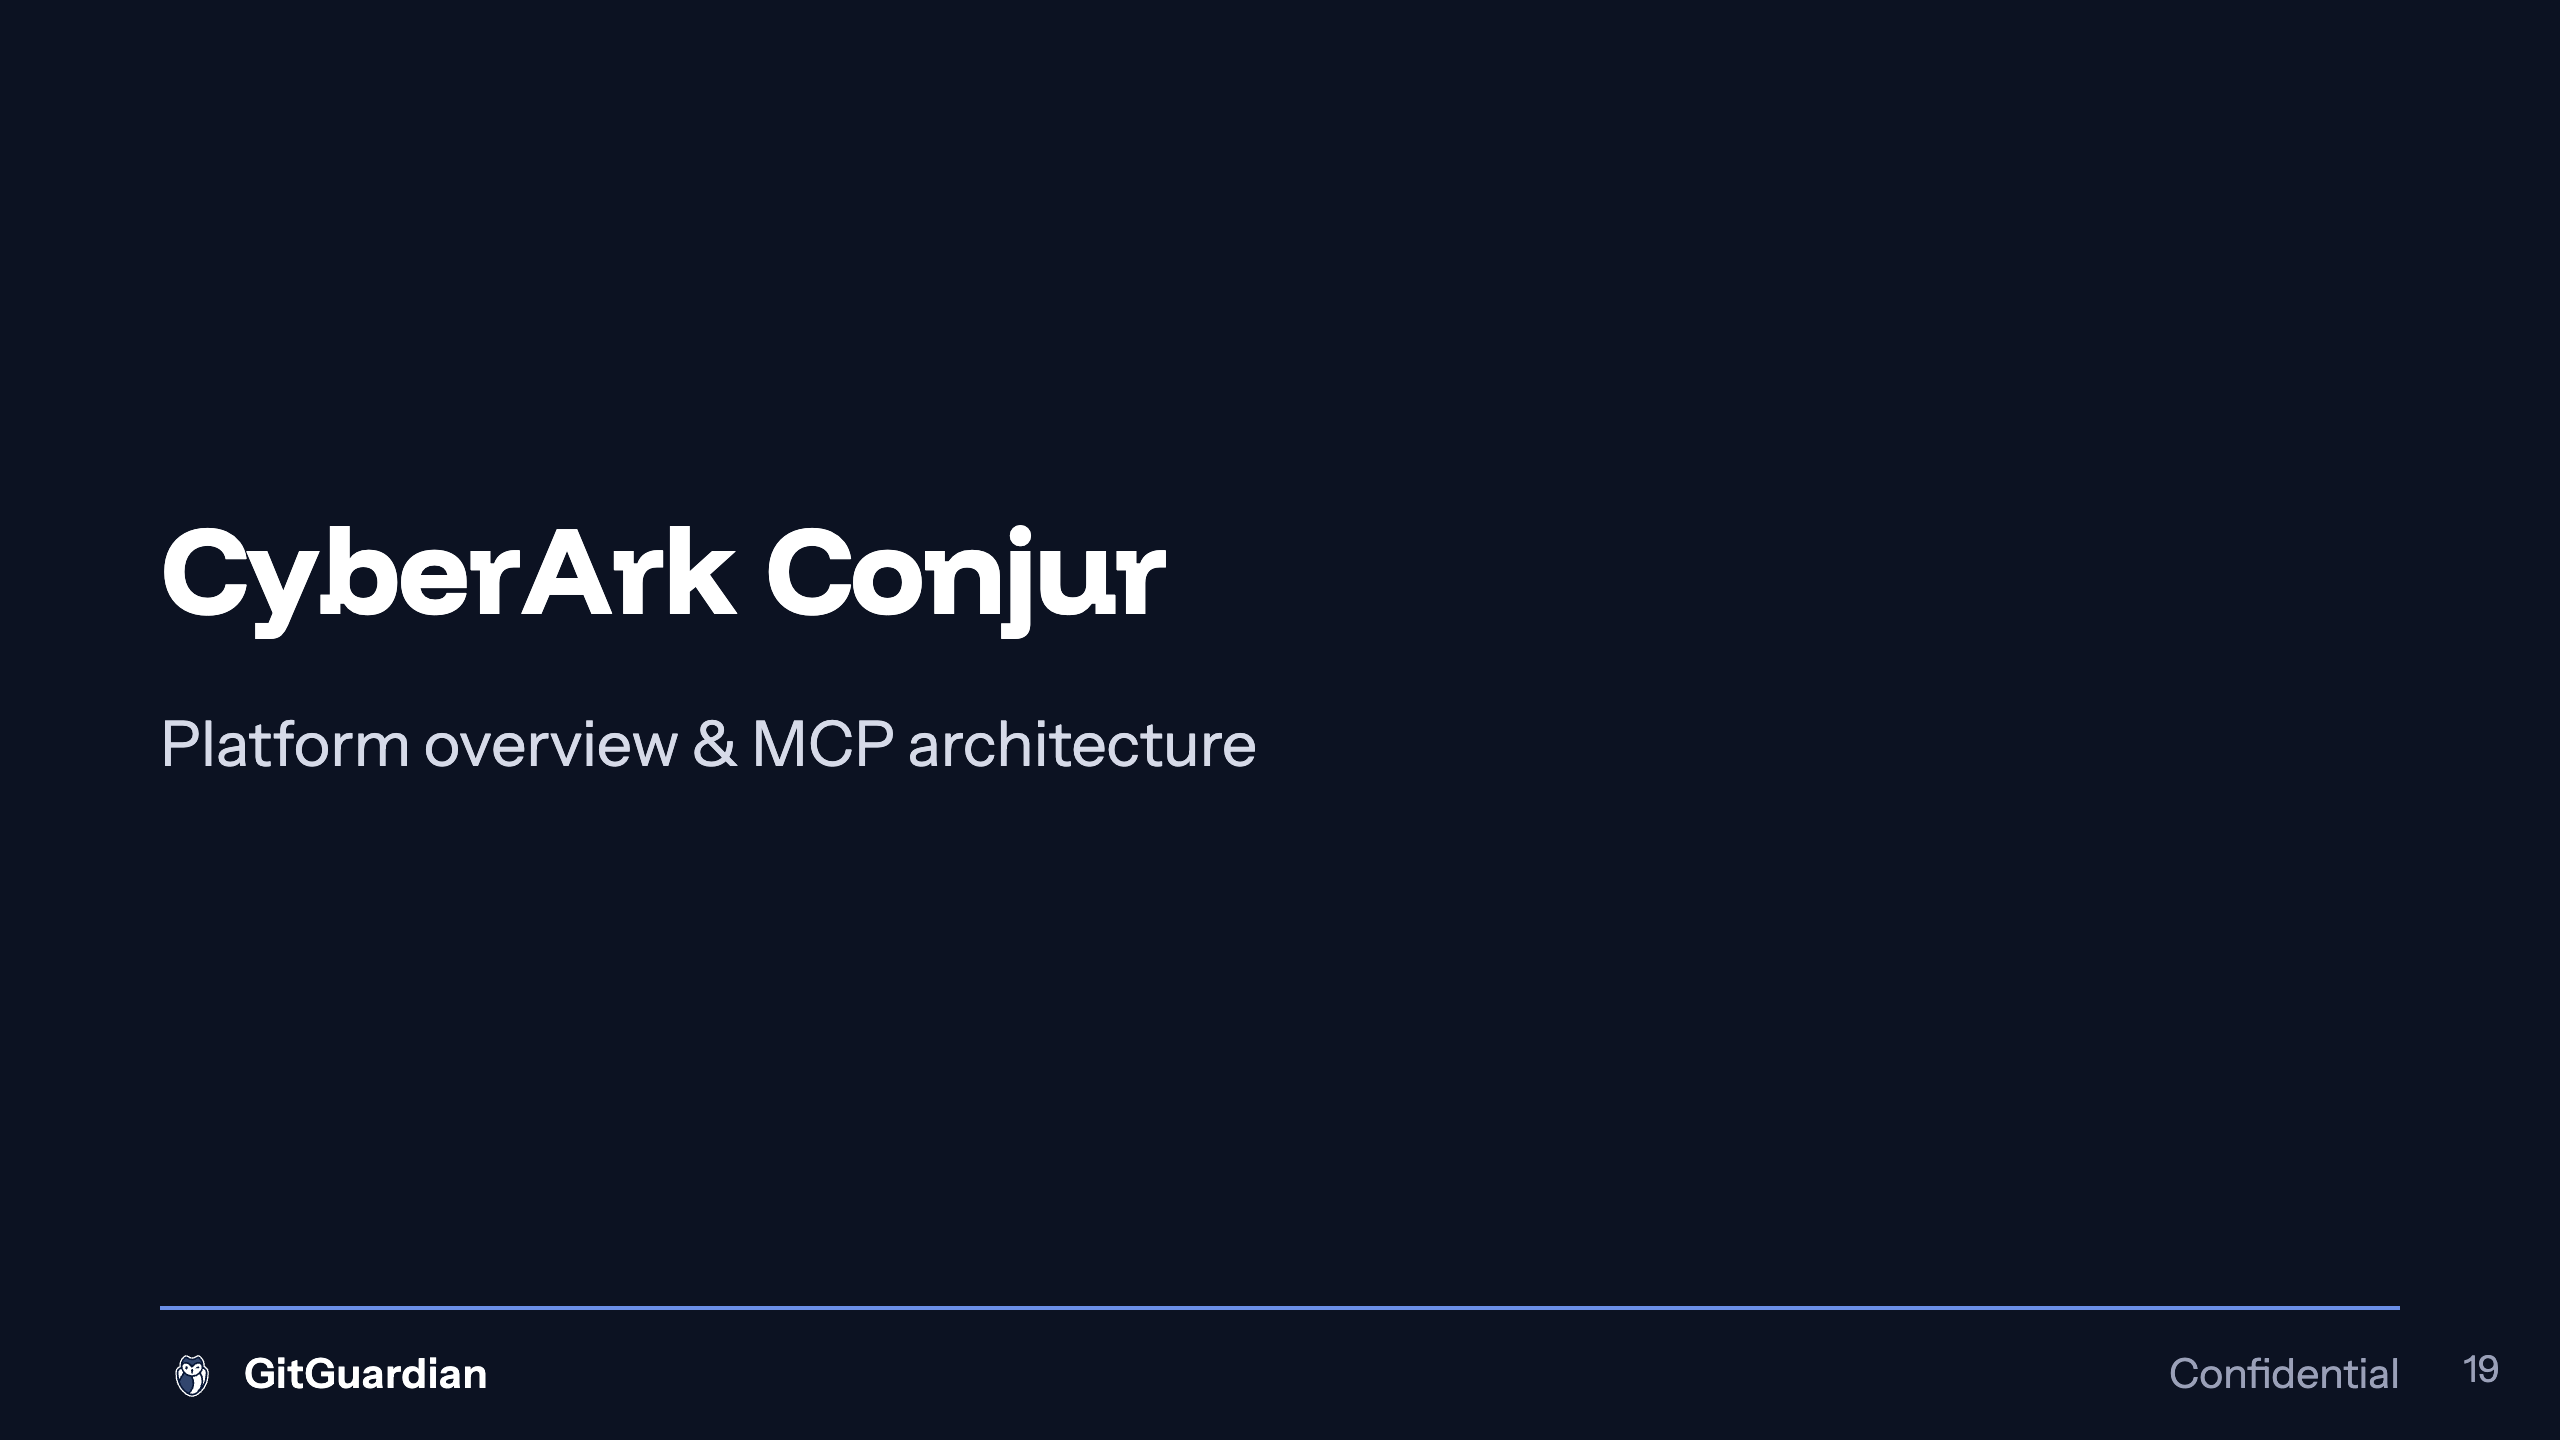 CyberArk Conjur
Platform overview & MCP architecture
GitGuardian
Confidential
19